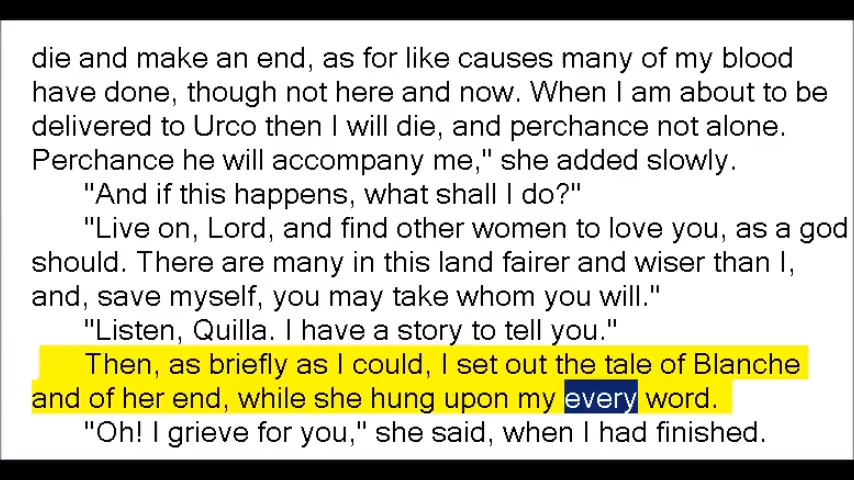 die and make an end, as for like causes many of my blood
have done, though not here and now. When I am about to be
delivered to Urco then I will die, and perchance not alone.
Perchance he will accompany me," she added slowly.
"And if this happens, what shall I do?"
"Live on, Lord, and find other women to love you, as a god
should. There are many in this land fairer and wiser than I,
and, save myself, you may take whom you will."
"Listen, Quilla. I have a story to tell you."
Then, as briefly as I could, I set out the tale of Blanche
and of her end, while she hung upon my every word.
"Oh! I grieve for you," she said, when I had finished.